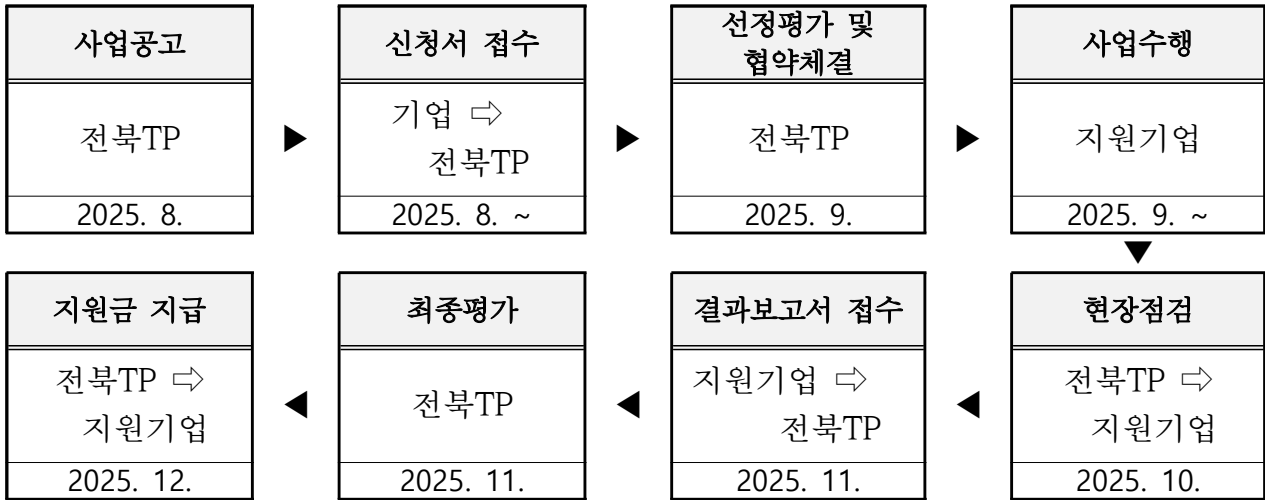 사업공고
전북TP
2025. 8.
▶
신청서 접수
기업 ⇨
전북TP
2025. 8. ~
▶
선정평가 및
협약체결
전북TP
2025. 9.
▶
사업수행
지원기업
2025. 9. ~
▼
현장점검
전북TP ⇨
지원기업
2025. 10.
◀
결과보고서 접수
지원기업 ⇨
전북TP
2025. 11.
◀
최종평가
전북TP
2025. 11.
◀
지원금 지급
전북TP ⇨
지원기업
2025. 12.